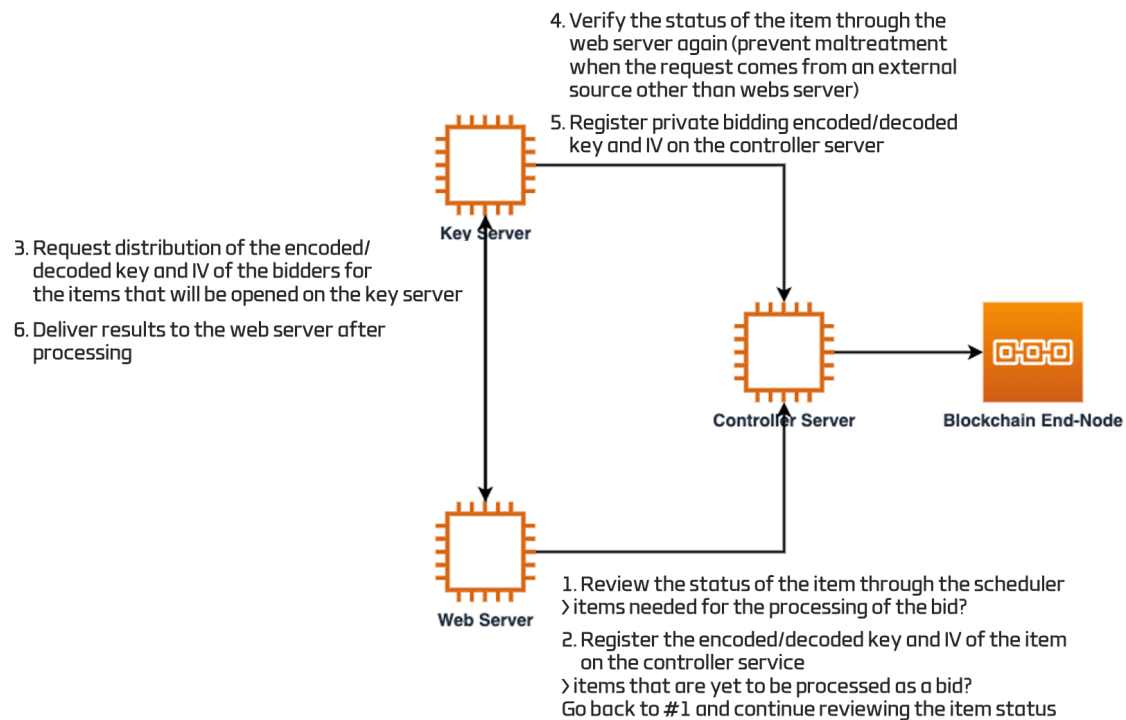 4. Verify the status of the item through the
web server again (prevent maltreatment
when the request comes from an external
source other than webs server)
5. Register private bidding encoded/decoded
key and IV on the controller server
Key Server
3. Request distribution of the encoded/
decoded key and IV of the bidders for
the items that will be opened on the key server
6. Deliver results to the web server after
processing
Controller Server
Blockchain End-Node
Web Server
1. Review the status of the item through the scheduler
> items needed for the processing of the bid?
2. Register the encoded/decoded key and IV of the item
on the controller service
> items that are yet to be processed as a bid?
Go back to #1 and continue reviewing the item status